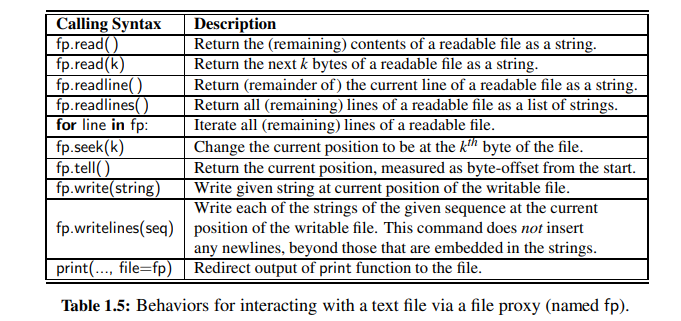 Calling Syntax Description
fp.read( ) Return the (remaining) contents of a readable file as a string.
fp.read(k) Return the next k bytes of a readable file as a string.
fp.readline( ) Return (remainder of) the current line of a readable file as a string.
fp.readlines( ) Return all (remaining) lines of a readable file as a list of strings.
for line in fp: Iterate all (remaining) lines of a readable file.
fp.seek(k) Change the current position to be at the kth byte of the file.
fp.tell( ) Return the current position, measured as byte-offset from the start.
fp.write(string) Write given string at current position of the writable file.
Write each of the strings of the given sequence at the current
fp.writelines(seq) position of the writable file. This command does not insert
any newlines, beyond those that are embedded in the strings.
print(..., file=fp) Redirect output of print function to the file.
Table 1.5: Behaviors for interacting with a text file via a file proxy (named fp).